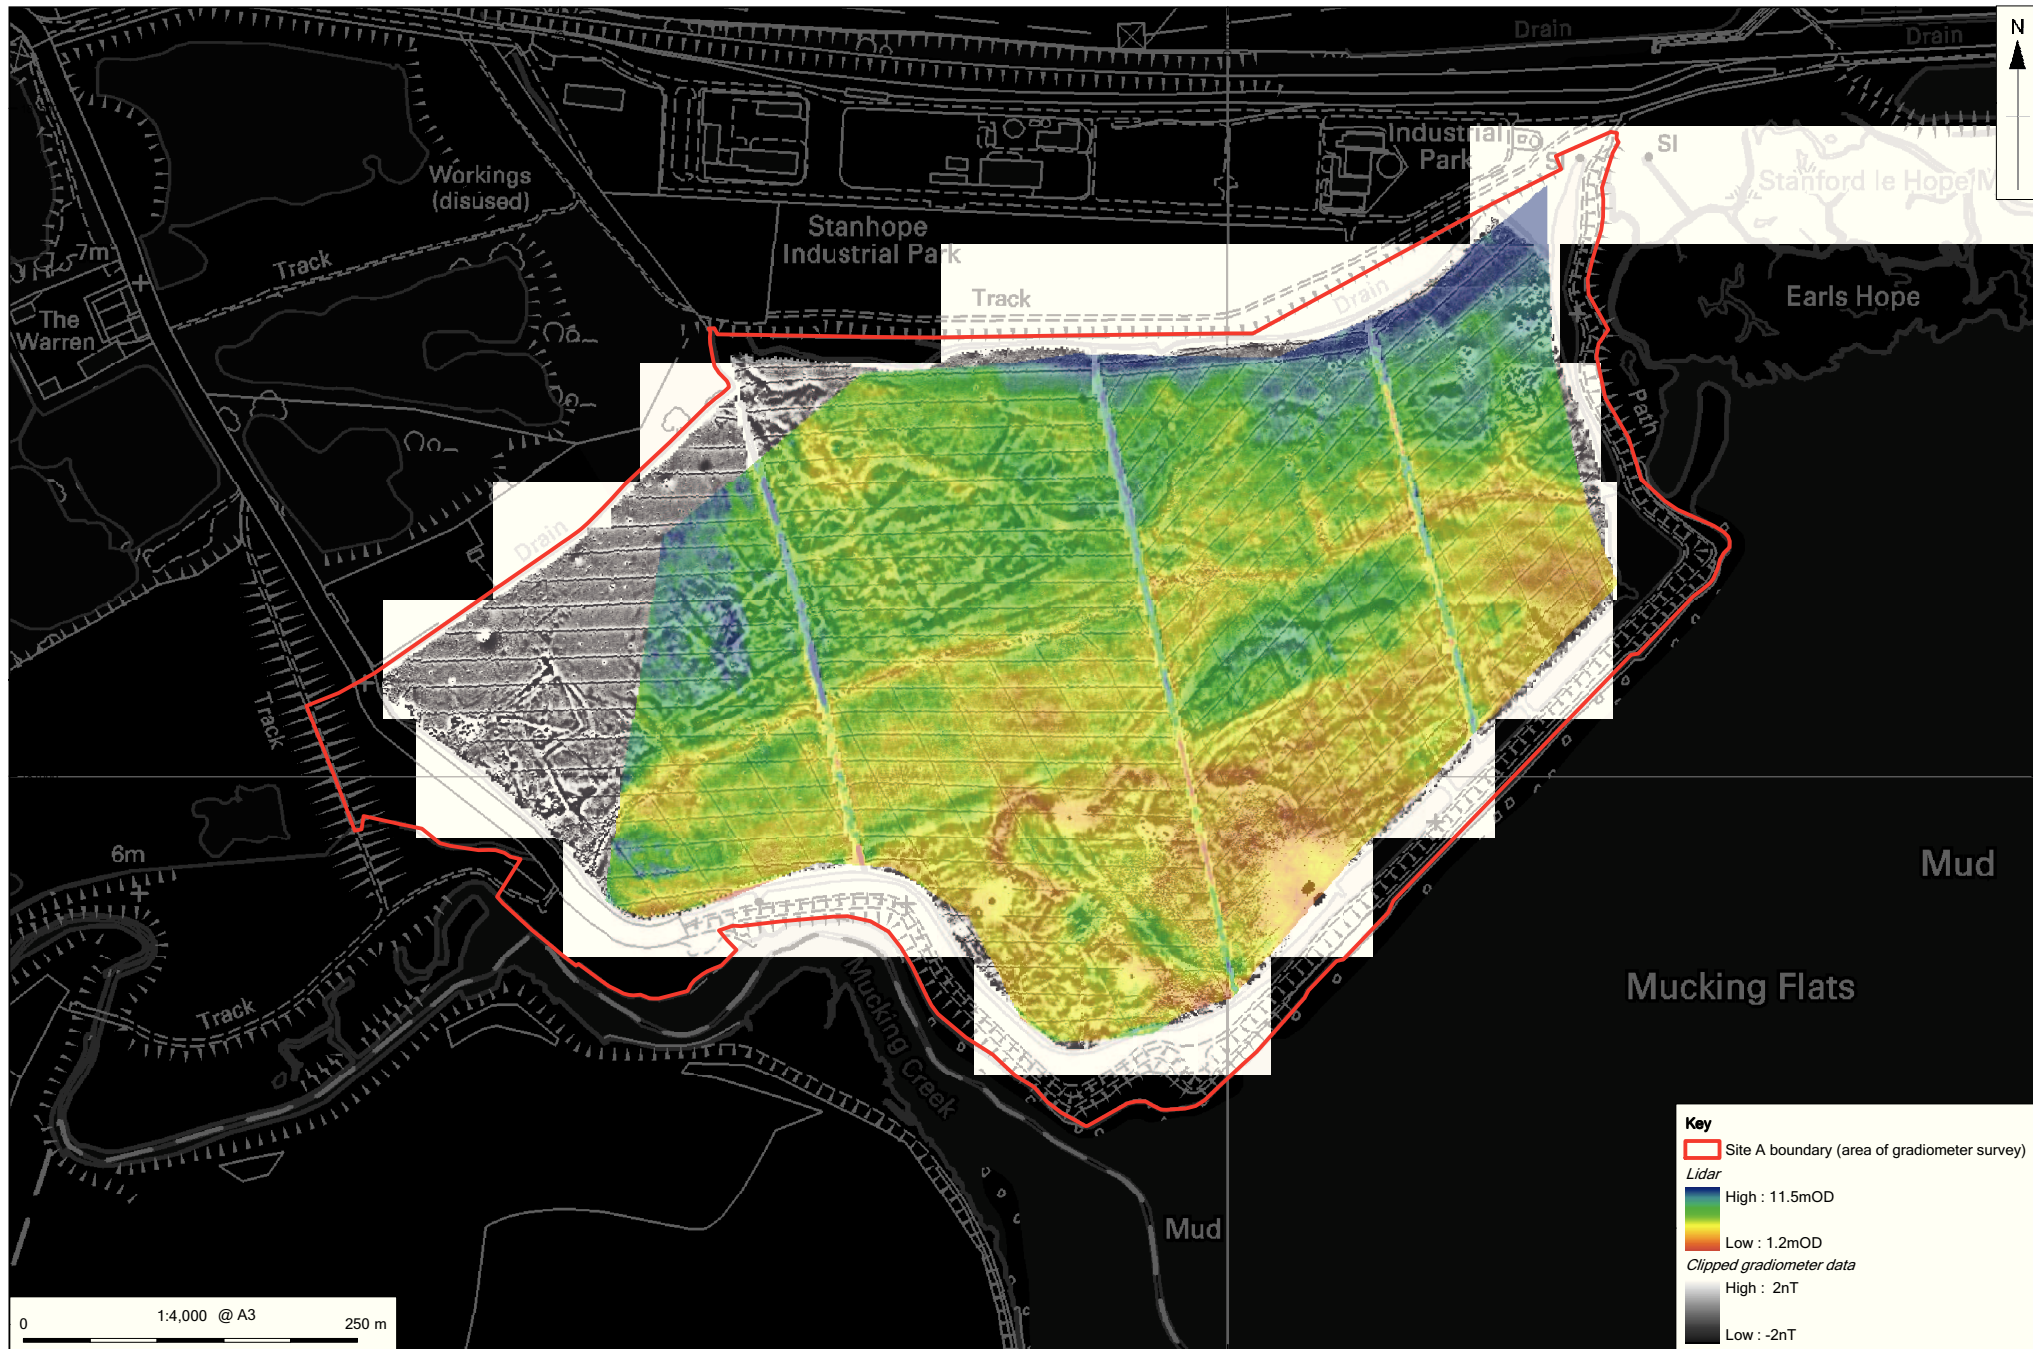 Drain
Drain
N
Industrial
Park
SI
SI
Stanford le Hope M
Workings
(disused)
Stanhope
Industrial Park
7m
Track
The
Warren
Track
Drain
Earls Hope
Path
Drain
Track
6m
Mud
Mucking Flats
Track
Mucking Creek
Mud
Key
Site A boundary (area of gradiometer survey)
Lidar
High : 11.5mOD
Low : 1.2mOD
Clipped gradiometer data
High : 2nT
Low : -2nT
1:4,000 @ A3
0 250 m